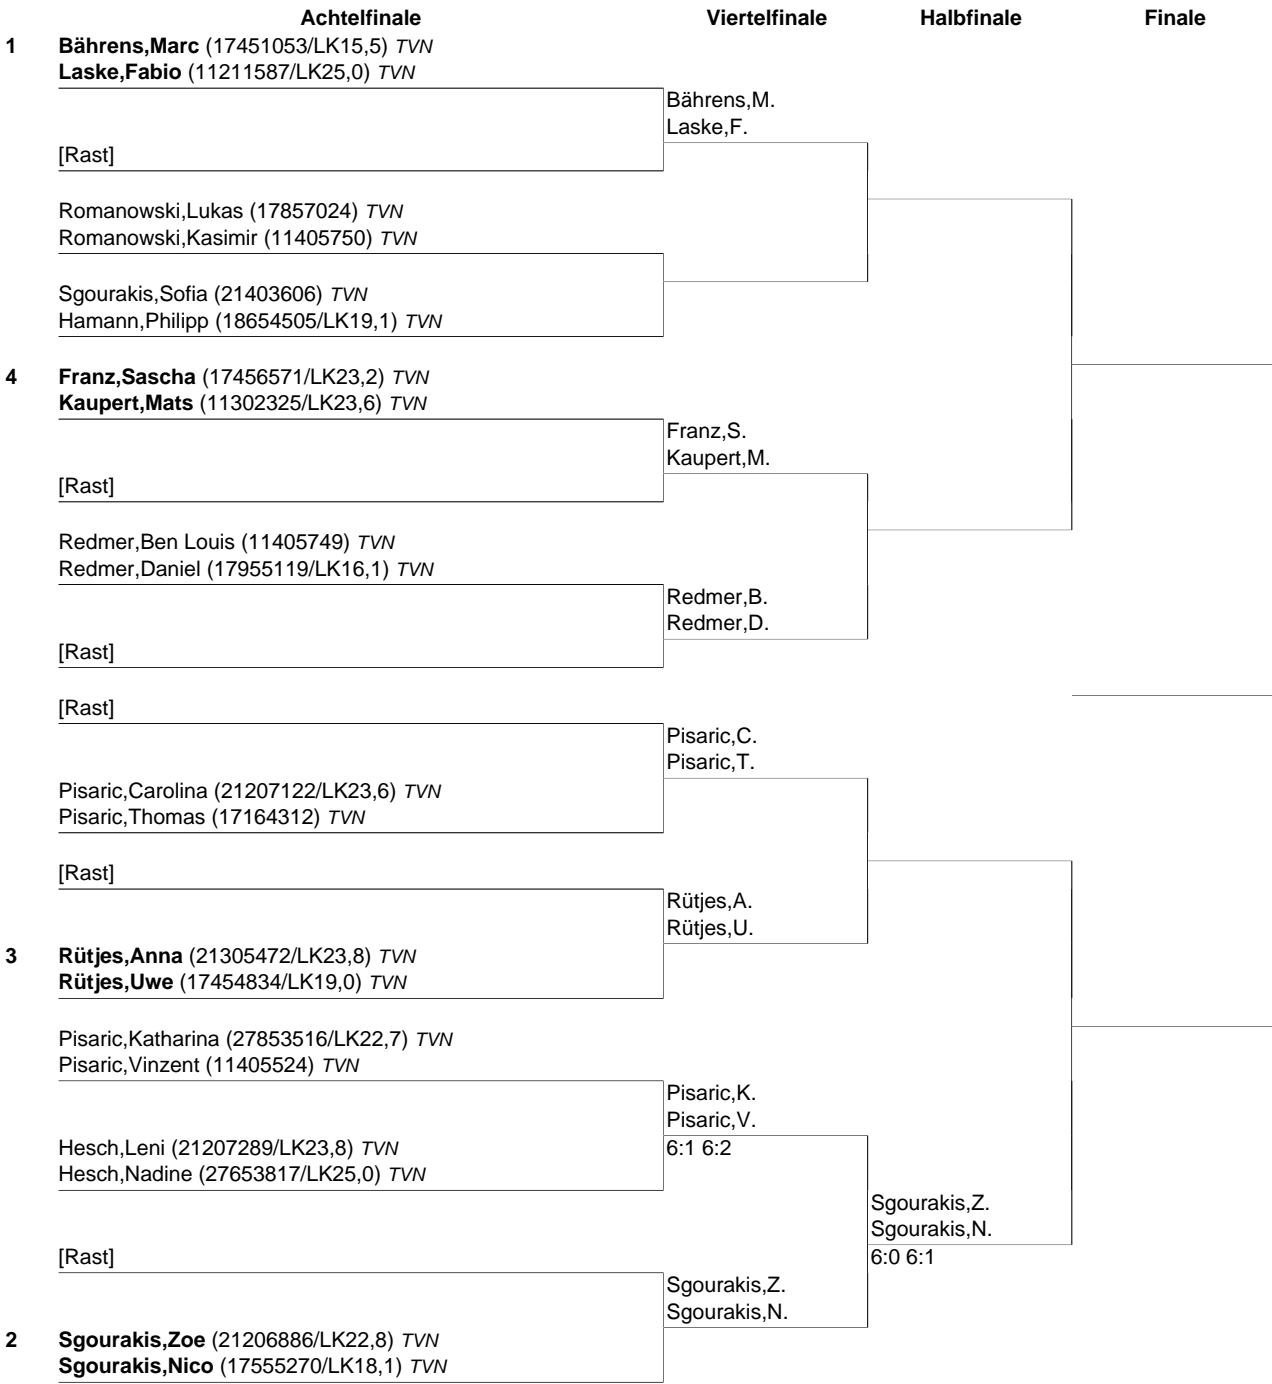 Achtelfinale Viertelfinale Halbfinale Finale
1 Bährens,Marc (17451053/LK15,5) TVN
Laske,Fabio (11211587/LK25,0) TVN
Bährens,M.
Laske,F.
[Rast]
Romanowski,Lukas (17857024) TVN
Romanowski,Kasimir (11405750) TVN
Sgourakis,Sofia (21403606) TVN
Hamann,Philipp (18654505/LK19,1) TVN
4 Franz,Sascha (17456571/LK23,2) TVN
Kaupert,Mats (11302325/LK23,6) TVN
Franz,S.
Kaupert,M.
[Rast]
Redmer,Ben Louis (11405749) TVN
Redmer,Daniel (17955119/LK16,1) TVN
Redmer,B.
Redmer,D.
[Rast]
[Rast]
Pisaric,C.
Pisaric,T.
Pisaric,Carolina (21207122/LK23,6) TVN
Pisaric,Thomas (17164312) TVN
[Rast]
Rütjes,A.
Rütjes,U.
3 Rütjes,Anna (21305472/LK23,8) TVN
Rütjes,Uwe (17454834/LK19,0) TVN
Pisaric,Katharina (27853516/LK22,7) TVN
Pisaric,Vinzent (11405524) TVN
Pisaric,K.
Pisaric,V.
6:1 6:2
Hesch,Leni (21207289/LK23,8) TVN
Hesch,Nadine (27653817/LK25,0) TVN
Sgourakis,Z.
Sgourakis,N.
6:0 6:1
[Rast]
Sgourakis,Z.
Sgourakis,N.
2 Sgourakis,Zoe (21206886/LK22,8) TVN
Sgourakis,Nico (17555270/LK18,1) TVN